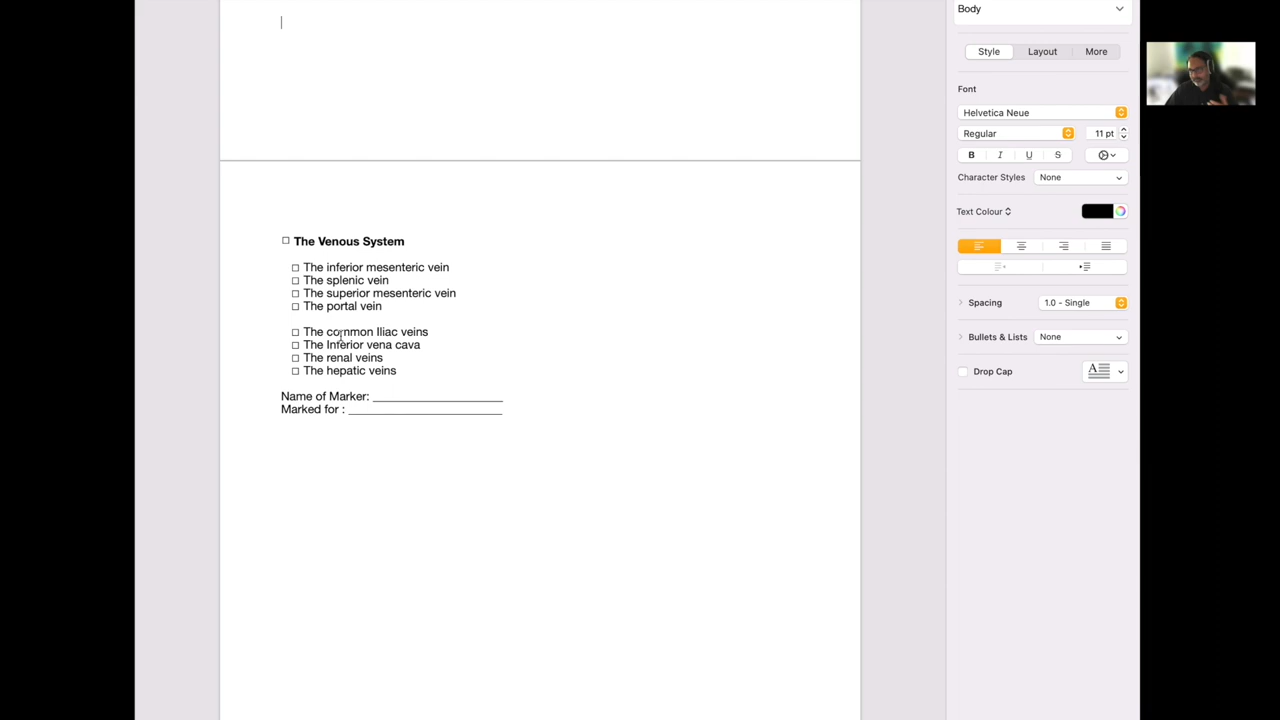 Body
Style Layout More
Font
Helvetica Neue
Regular 11 pt
B I U S
Character Styles None
Text Colour
Spacing 1.0 - Single
Bullets & Lists None
Drop Cap A
☐ The Venous System
☐ The inferior mesenteric vein
☐ The splenic vein
☐ The superior mesenteric vein
☐ The portal vein
☐ The common Iliac veins
☐ The Inferior vena cava
☐ The renal veins
☐ The hepatic veins
Name of Marker: ____________________
Marked for : ________________________